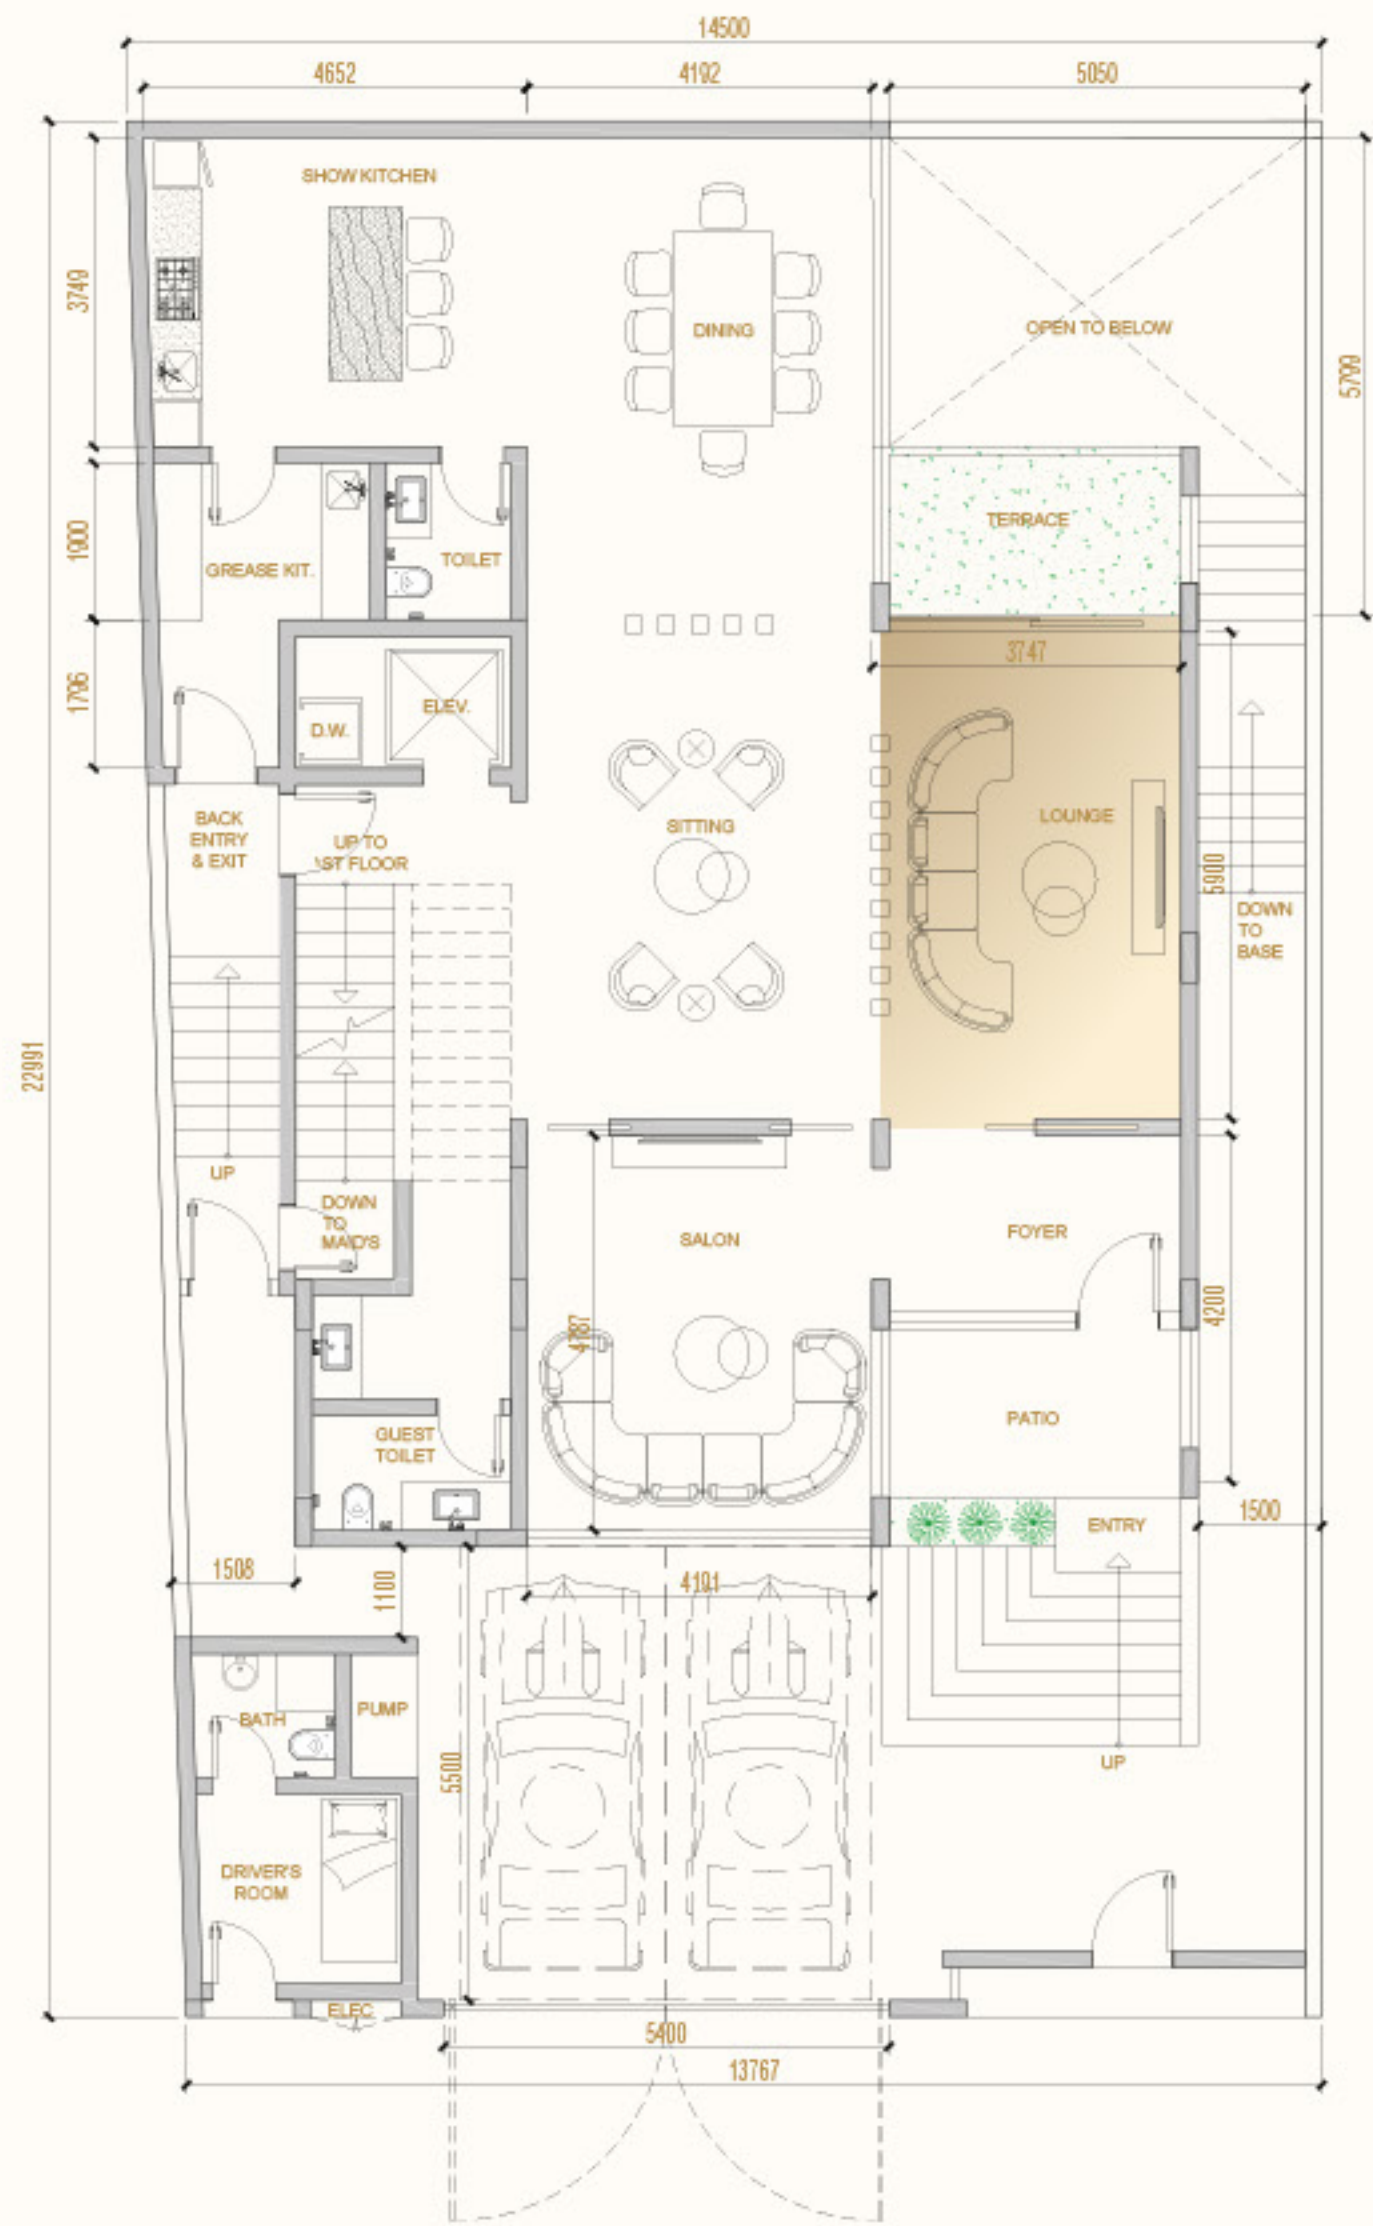 14500
4652
4192
5050
SHOW KITCHEN
3749
DINING
OPEN TO BELOW
5799
TERRACE
1900
GREASE KIT.
TOILET
3747
1796
ELEV.
D.W.
LOUNGE
BACK
ENTRY
& EXIT
UP TO
1ST FLOOR
SITTING
5900
DOWN
TO
BASE
22991
UP
DOWN
TO
MAID'S
SALON
FOYER
4200
4787
PATIO
GUEST
TOILET
ENTRY
1500
1508
1100
4191
BATH
PUMP
UP
5500
DRIVER'S
ROOM
ELEC
5400
13767